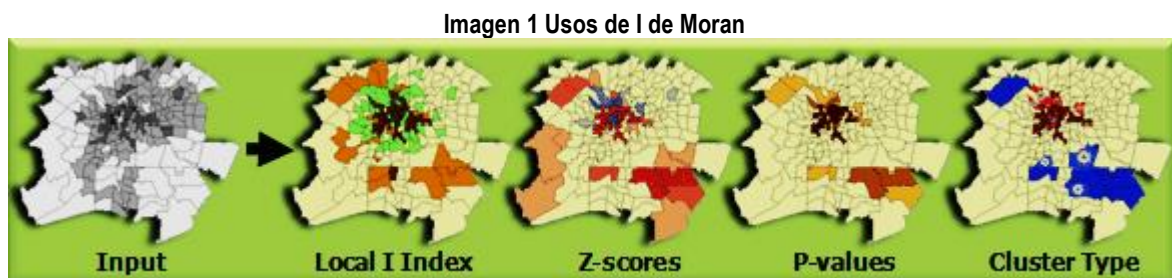 Imagen 1 Usos de I de Moran
Input
Local I Index
Z-scores
P-values
Cluster Type